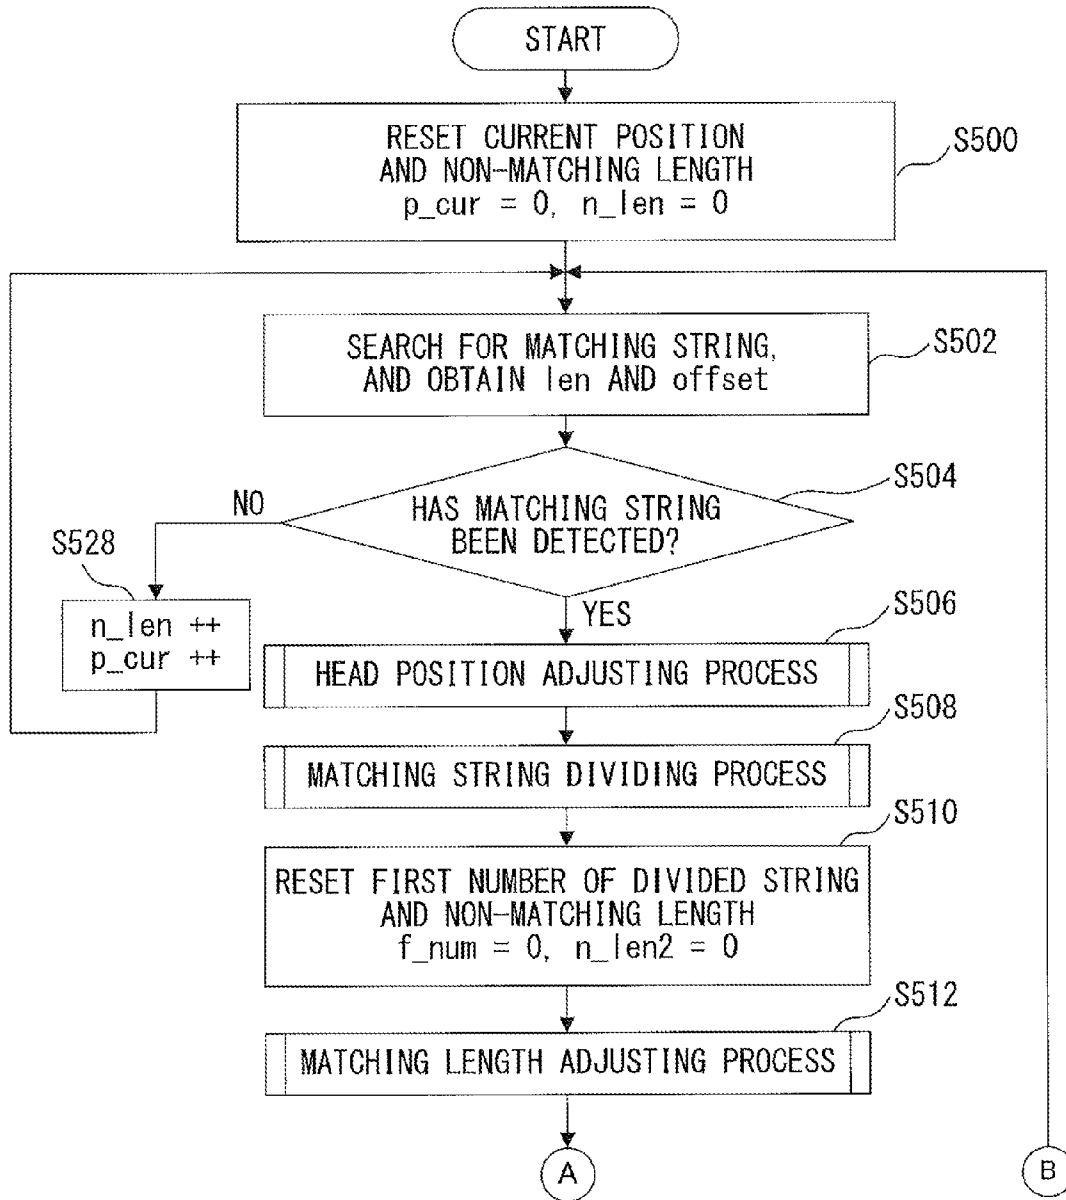 START
RESET CURRENT POSITION
AND NON-MATCHING LENGTH
p_cur = 0, n_len = 0
S500
SEARCH FOR MATCHING STRING,
AND OBTAIN len AND offset
S502
HAS MATCHING STRING
BEEN DETECTED?
S504
NO
S528
n_len ++
p_cur ++
YES
S506
HEAD POSITION ADJUSTING PROCESS
S508
MATCHING STRING DIVIDING PROCESS
S510
RESET FIRST NUMBER OF DIVIDED STRING
AND NON-MATCHING LENGTH
f_num = 0, n_len2 = 0
S512
MATCHING LENGTH ADJUSTING PROCESS
A
B